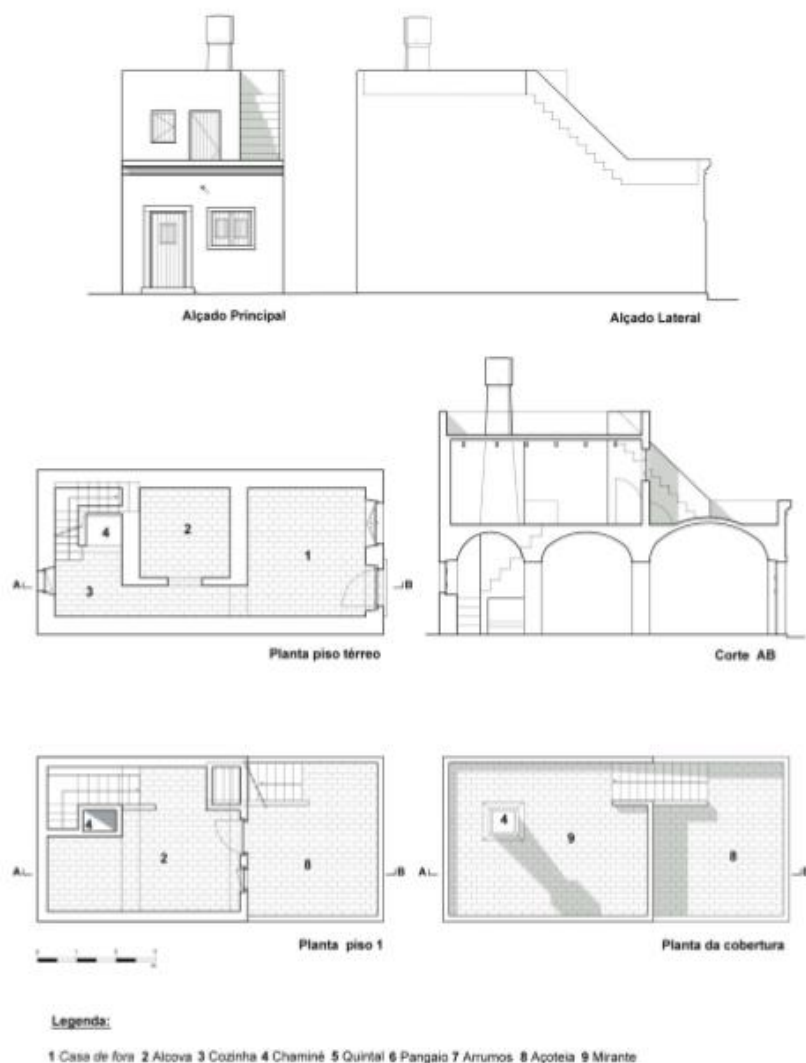 Alçado Principal
Alçado Lateral
4
2
1
3
A
B
Planta piso térreo
Corte AB
4
2
8
A
B
Planta piso 1
4
9
8
A
B
Planta da cobertura
Legenda:
1 Casa de fora 2 Alcova 3 Cozinha 4 Chaminé 5 Quintal 6 Pangaio 7 Arrumos 8 Açoteia 9 Mirante